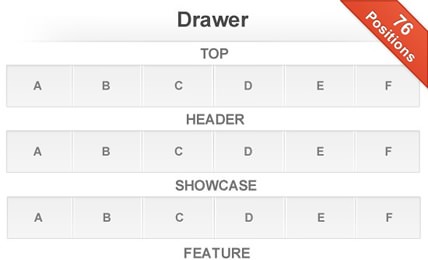 Drawer
76
Positions
TOP
A B C D E F
HEADER
A B C D E F
SHOWCASE
A B C D E F
FEATURE